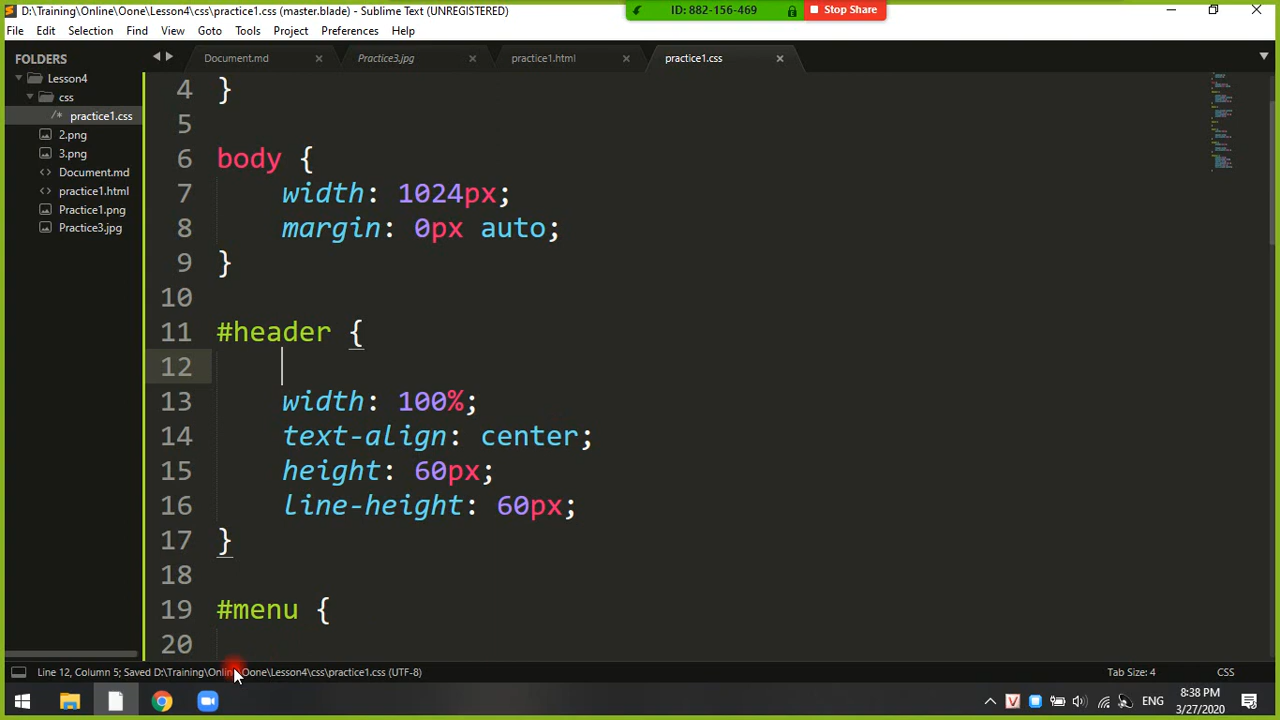 D:\Training\Online\Oone\Lesson4\css\practice1.css (master.blade) - Sublime Text (UNREGISTERED)
ID: 882-156-469
Stop Share
File Edit Selection Find View Goto Tools Project Preferences Help
FOLDERS
Lesson4
css
/* practice1.css
2.png
3.png
Document.md
practice1.html
Practice1.png
Practice3.jpg
Document.md
Practice3.jpg
practice1.html
practice1.css
4 }
5
6 body {
7 width: 1024px;
8 margin: 0px auto;
9 }
10
11 #header {
12
13 width: 100%;
14 text-align: center;
15 height: 60px;
16 line-height: 60px;
17 }
18
19 #menu {
20
Line 12, Column 5; Saved D:\Training\Online\Oone\Lesson4\css\practice1.css (UTF-8)
Tab Size: 4
CSS
ENG
8:38 PM
3/27/2020